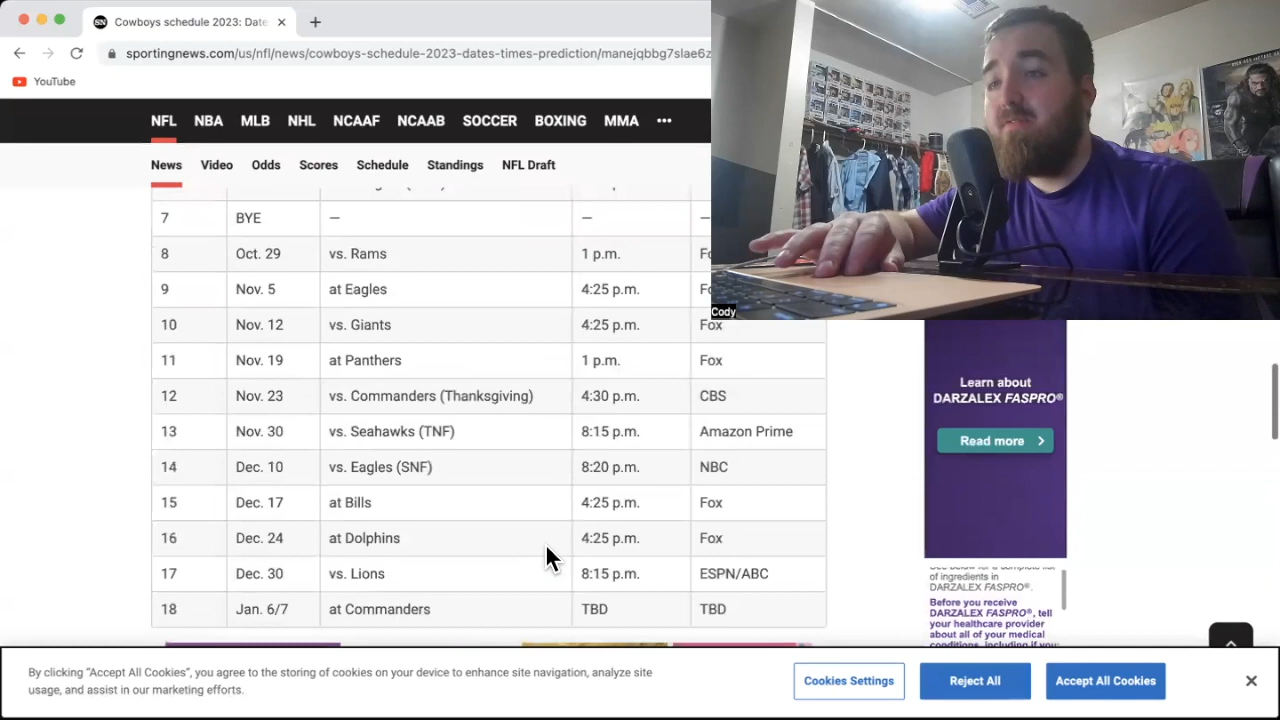 Cowboys schedule 2023: Date
sportingnews.com/us/nfl/news/cowboys-schedule-2023-dates-times-prediction/manejqbbg7slae6z
YouTube
NFL NBA MLB NHL NCAAF NCAAB SOCCER BOXING MMA
News Video Odds Scores Schedule Standings NFL Draft
7 BYE — — —
8 Oct. 29 vs. Rams 1 p.m.
9 Nov. 5 at Eagles 4:25 p.m.
10 Nov. 12 vs. Giants 4:25 p.m. Fox
11 Nov. 19 at Panthers 1 p.m. Fox
12 Nov. 23 vs. Commanders (Thanksgiving) 4:30 p.m. CBS
13 Nov. 30 vs. Seahawks (TNF) 8:15 p.m. Amazon Prime
14 Dec. 10 vs. Eagles (SNF) 8:20 p.m. NBC
15 Dec. 17 at Bills 4:25 p.m. Fox
16 Dec. 24 at Dolphins 4:25 p.m. Fox
17 Dec. 30 vs. Lions 8:15 p.m. ESPN/ABC
18 Jan. 6/7 at Commanders TBD TBD
Cody
Learn about
DARZALEX FASPRO®
Read more
of ingredients in
DARZALEX FASPRO®.
Before you receive
DARZALEX FASPRO®, tell
your healthcare provider
about all of your medical
conditions, including if you:
By clicking “Accept All Cookies”, you agree to the storing of cookies on your device to enhance site navigation, analyze site
usage, and assist in our marketing efforts.
Cookies Settings
Reject All
Accept All Cookies